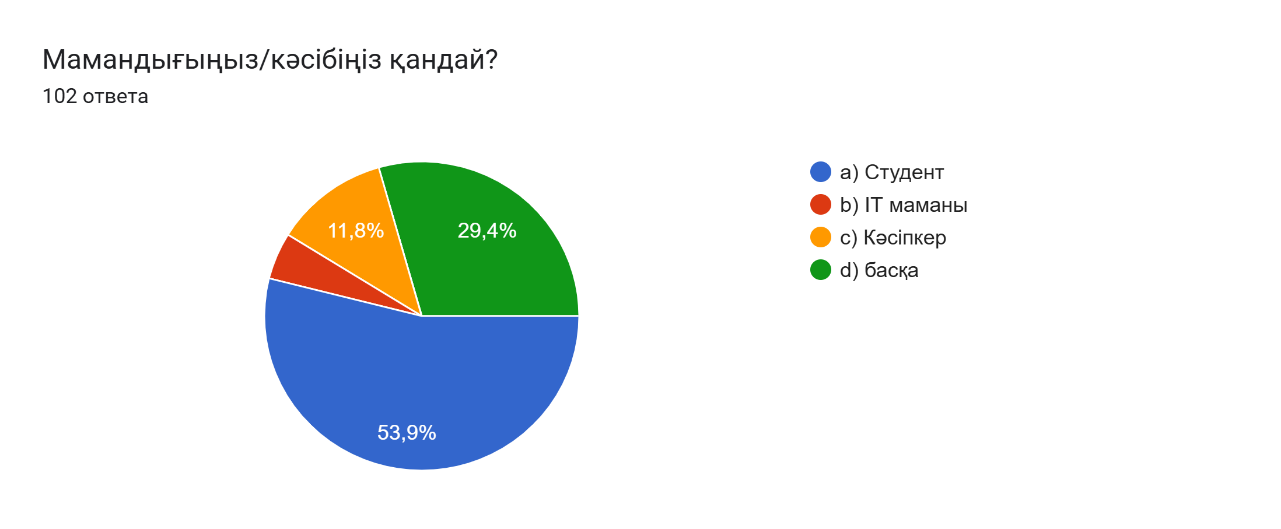 Мамандығыңыз/кәсібіңіз қандай?
102 ответа
11,8%
29,4%
53,9%
a) Студент
b) IT маманы
c) Кәсіпкер
d) басқа